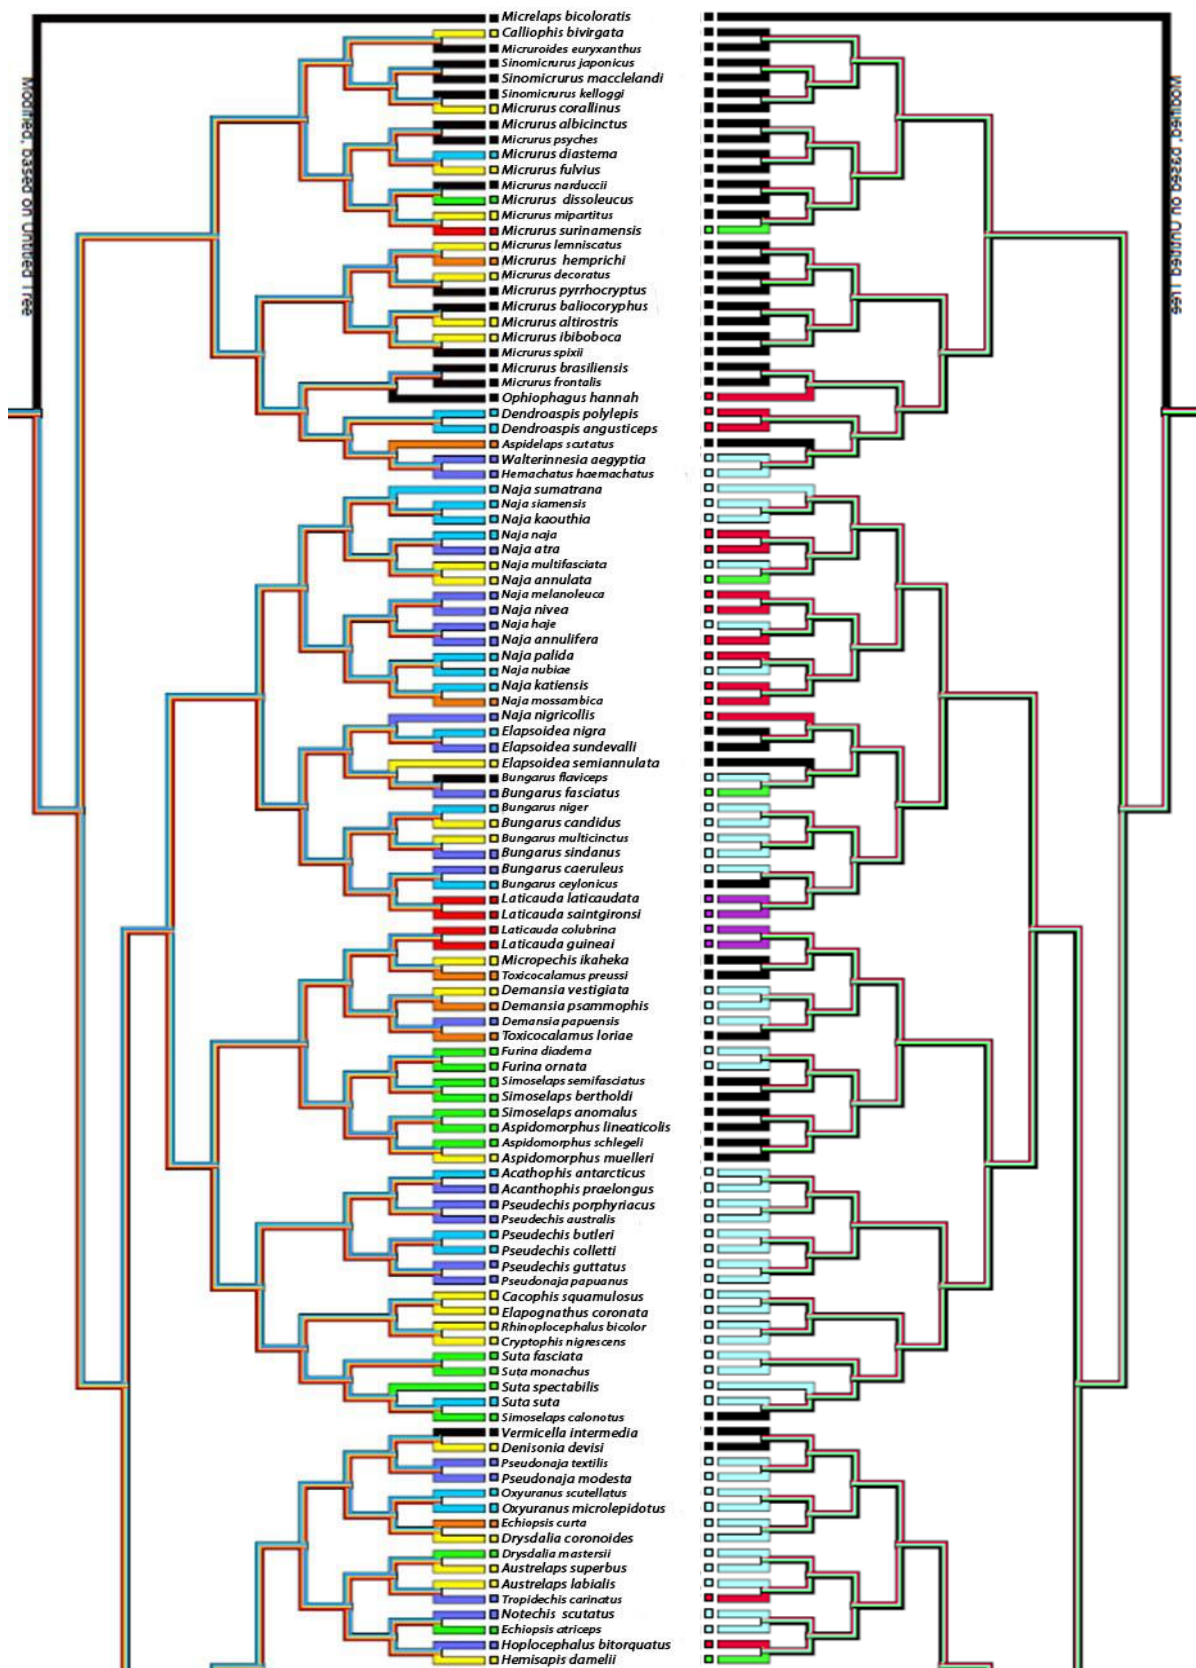 Micrelaps bicoloratis
Calliophis bivirgata
Micruroides euryxanthus
Sinomicrurus japonicus
Sinomicrurus macclelandi
Sinomicrurus kelloggi
Micrurus corallinus
Micrurus albicinctus
Micrurus psyches
Micrurus diastema
Micrurus fulvius
Micrurus narduccii
Micrurus dissoleucus
Micrurus mipartitus
Micrurus surinamensis
Micrurus lemniscatus
Micrurus hemprichi
Micrurus decoratus
Micrurus pyrrhocryptus
Micrurus baliocoryphus
Micrurus altirostris
Micrurus ibiboboca
Micrurus spixii
Micrurus brasiliensis
Micrurus frontalis
Ophiophagus hannah
Dendroaspis polylepis
Dendroaspis angusticeps
Aspidelaps scutatus
Walterinnesia aegyptia
Hemachatus haemachatus
Naja sumatrana
Naja siamensis
Naja kaouthia
Naja naja
Naja atra
Naja multifasciata
Naja annulata
Naja melanoleuca
Naja nivea
Naja haje
Naja annulifera
Naja palida
Naja nubiae
Naja katiensis
Naja mossambica
Naja nigricollis
Elapsoidea nigra
Elapsoidea sundevalli
Elapsoidea semiannulata
Bungarus flaviceps
Bungarus fasciatus
Bungarus niger
Bungarus candidus
Bungarus multicinctus
Bungarus sindanus
Bungarus caeruleus
Bungarus ceylonicus
Laticauda laticaudata
Laticauda saintgironsi
Laticauda colubrina
Laticauda guineai
Micropechis ikaheka
Toxicocalamus preussi
Demansia vestigiata
Demansia psammophis
Demansia papuensis
Toxicocalamus loriae
Furina diadema
Furina ornata
Simoselaps semifasciatus
Simoselaps bertholdi
Simoselaps anomalus
Aspidomorphus lineaticolis
Aspidomorphus schlegeli
Aspidomorphus muelleri
Acathophis antarcticus
Acanthophis praelongus
Pseudechis porphyriacus
Pseudechis australis
Pseudechis butleri
Pseudechis colletti
Pseudechis guttatus
Pseudonaja papuanus
Cacophis squamulosus
Elapognathus coronata
Rhinoplocephalus bicolor
Cryptophis nigrescens
Suta fasciata
Suta monachus
Suta spectabilis
Suta suta
Simoselaps calonotus
Vermicella intermedia
Denisonia devisi
Pseudonaja textilis
Pseudonaja modesta
Oxyuranus scutellatus
Oxyuranus microlepidotus
Echiopsis curta
Drysdalia coronoides
Drysdalia mastersii
Austrelaps superbus
Austrelaps labialis
Tropidechis carinatus
Notechis scutatus
Echiopsis atriceps
Hoplocephalus bitorquatus
Hemisapis damelii
Modified, based on Untitled Tree
Modified, based on Untitled Tree